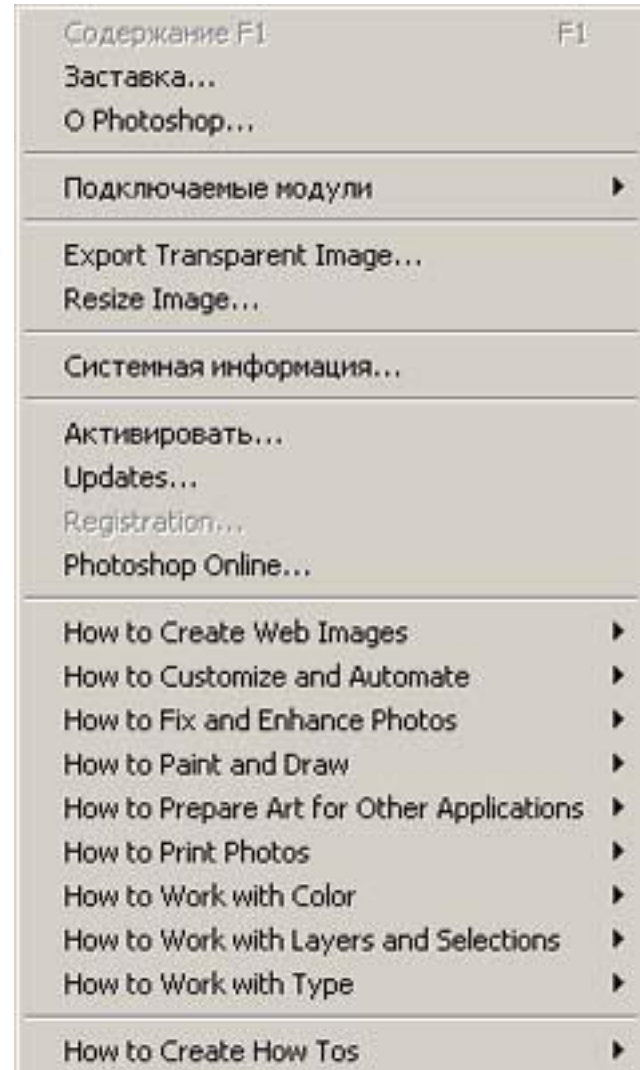 Содержание F1 F1
Заставка...
О Photoshop...
Подключаемые модули
Export Transparent Image...
Resize Image...
Системная информация...
Активировать...
Updates...
Registration...
Photoshop Online...
How to Create Web Images
How to Customize and Automate
How to Fix and Enhance Photos
How to Paint and Draw
How to Prepare Art for Other Applications
How to Print Photos
How to Work with Color
How to Work with Layers and Selections
How to Work with Type
How to Create How Tos